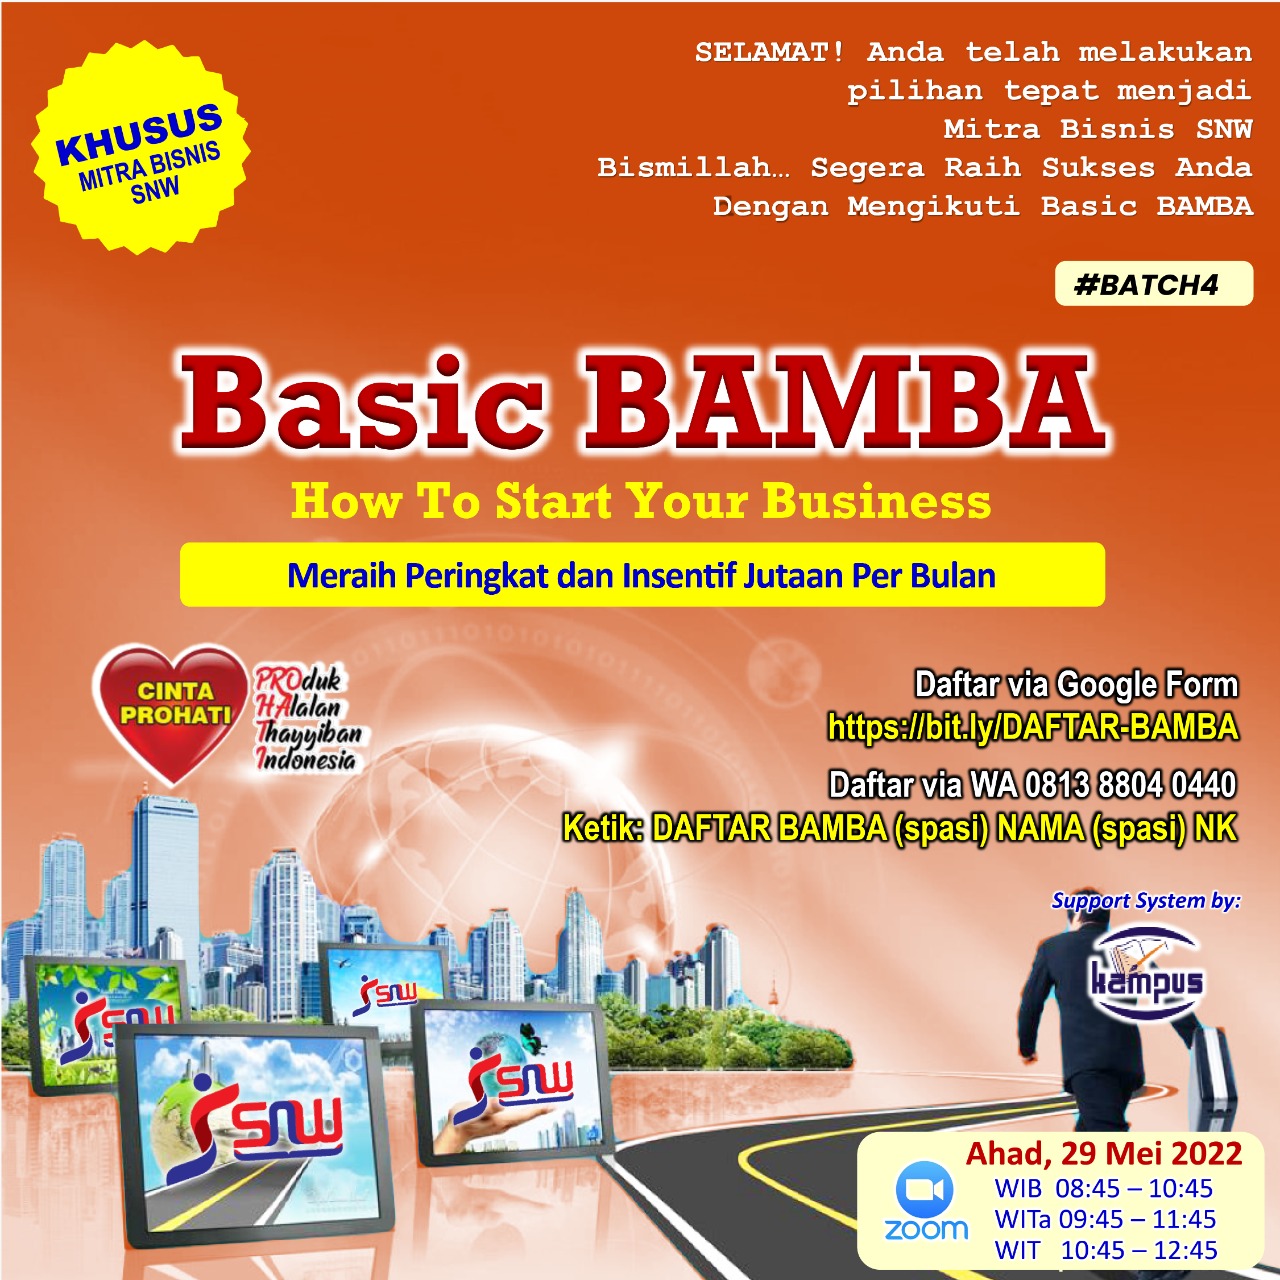 KHUSUS
MITRA BISNIS
SNW
SELAMAT! Anda telah melakukan
pilihan tepat menjadi
Mitra Bisnis SNW
Bismillah… Segera Raih Sukses Anda
Dengan Mengikuti Basic BAMBA
#BATCH4
Basic BAMBA
How To Start Your Business
Meraih Peringkat dan Insentif Jutaan Per Bulan
CINTA
PROHATI
PROduk
HAlalan
Thayyiban
Indonesia
Daftar via Google Form
https://bit.ly/DAFTAR-BAMBA
Daftar via WA 0813 8804 0440
Ketik: DAFTAR BAMBA (spasi) NAMA (spasi) NK
Support System by:
kampus
snw
snw
snw
snw
zoom
Ahad, 29 Mei 2022
WIB 08:45 – 10:45
WITa 09:45 – 11:45
WIT 10:45 – 12:45